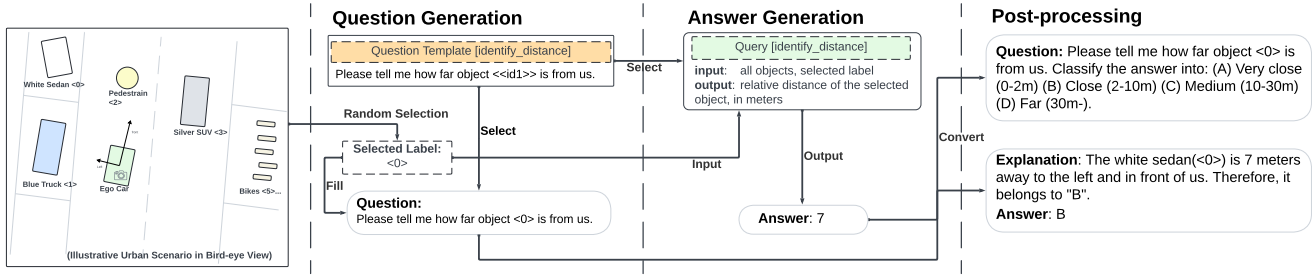 White Sedan <0>
Pedestrain
<2>
Silver SUV <3>
Blue Truck <1>
Ego Car
Bikes <5>...
(Illustrative Urban Scenario in Bird-eye View)
Question Generation
Question Template [identify_distance]
Please tell me how far object <<id1>> is from us.
Select
Random Selection
Select
Selected Label:
<0>
Fill
Question:
Please tell me how far object <0> is from us.
Answer Generation
Query [identify_distance]
input: all objects, selected label
output: relative distance of the selected
object, in meters
Input
Output
Answer: 7
Convert
Post-processing
Question: Please tell me how far object <0> is
from us. Classify the answer into: (A) Very close
(0-2m) (B) Close (2-10m) (C) Medium (10-30m)
(D) Far (30m-).
Explanation: The white sedan(<0>) is 7 meters
away to the left and in front of us. Therefore, it
belongs to "B".
Answer: B